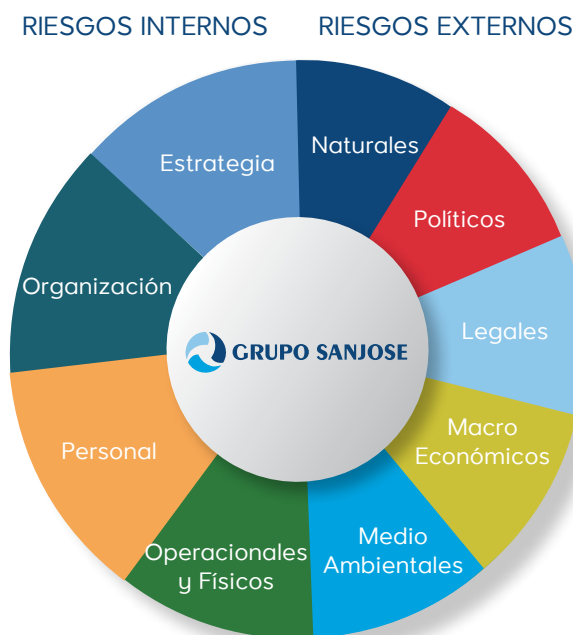 RIESGOS INTERNOS
RIESGOS EXTERNOS
Estrategia
Naturales
Políticos
Organización
Legales
GRUPO SANJOSE
Personal
Macro
Económicos
Operacionales
y Físicos
Medio
Ambientales